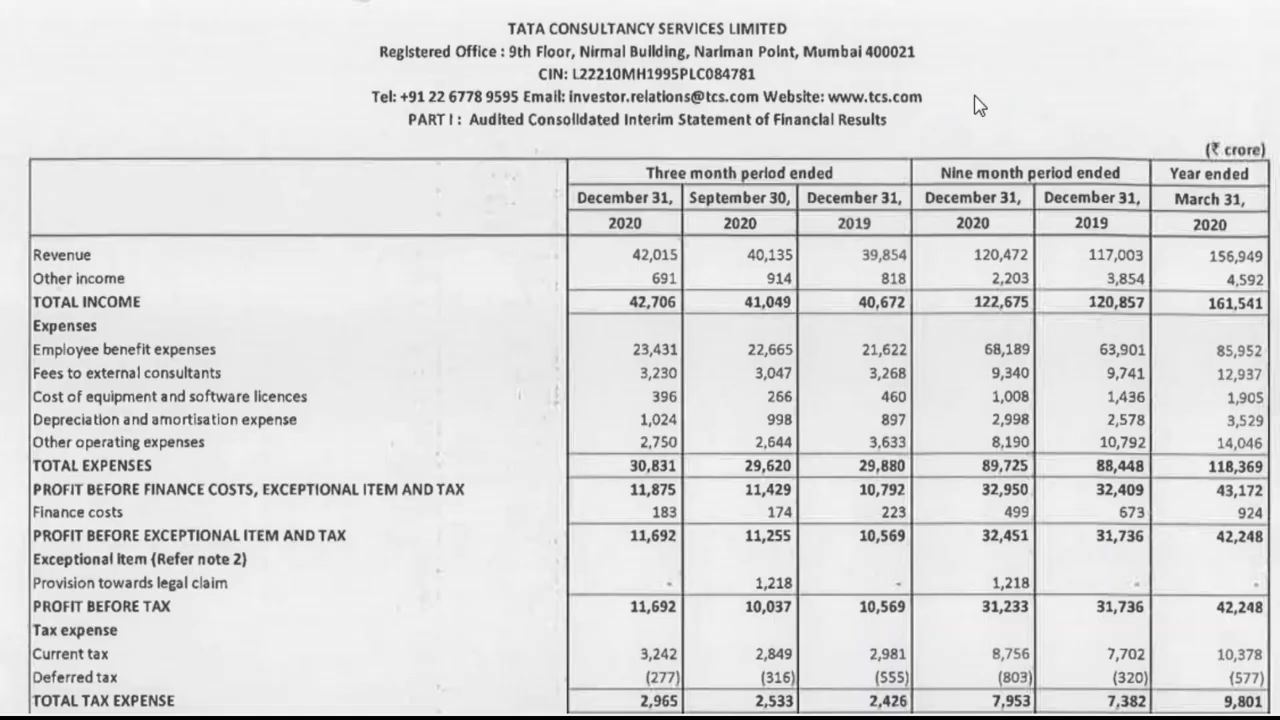 TATA CONSULTANCY SERVICES LIMITED
Registered Office : 9th Floor, Nirmal Building, Nariman Point, Mumbai 400021
CIN: L22210MH1995PLC084781
Tel: +91 22 6778 9595 Email: investor.relations@tcs.com Website: www.tcs.com
PART I : Audited Consolidated Interim Statement of Financial Results
(₹ crore)
Three month period ended Nine month period ended Year ended
December 31, September 30, December 31, December 31, December 31, March 31,
2020 2020 2019 2020 2019 2020
Revenue 42,015 40,135 39,854 120,472 117,003 156,949
Other income 691 914 818 2,203 3,854 4,592
TOTAL INCOME 42,706 41,049 40,672 122,675 120,857 161,541
Expenses
Employee benefit expenses 23,431 22,665 21,622 68,189 63,901 85,952
Fees to external consultants 3,230 3,047 3,268 9,340 9,741 12,937
Cost of equipment and software licences 396 266 460 1,008 1,436 1,905
Depreciation and amortisation expense 1,024 998 897 2,998 2,578 3,529
Other operating expenses 2,750 2,644 3,633 8,190 10,792 14,046
TOTAL EXPENSES 30,831 29,620 29,880 89,725 88,448 118,369
PROFIT BEFORE FINANCE COSTS, EXCEPTIONAL ITEM AND TAX 11,875 11,429 10,792 32,950 32,409 43,172
Finance costs 183 174 223 499 673 924
PROFIT BEFORE EXCEPTIONAL ITEM AND TAX 11,692 11,255 10,569 32,451 31,736 42,248
Exceptional item (Refer note 2)
Provision towards legal claim - 1,218 - 1,218 - -
PROFIT BEFORE TAX 11,692 10,037 10,569 31,233 31,736 42,248
Tax expense
Current tax 3,242 2,849 2,981 8,756 7,702 10,378
Deferred tax (277) (316) (555) (803) (320) (577)
TOTAL TAX EXPENSE 2,965 2,533 2,426 7,953 7,382 9,801